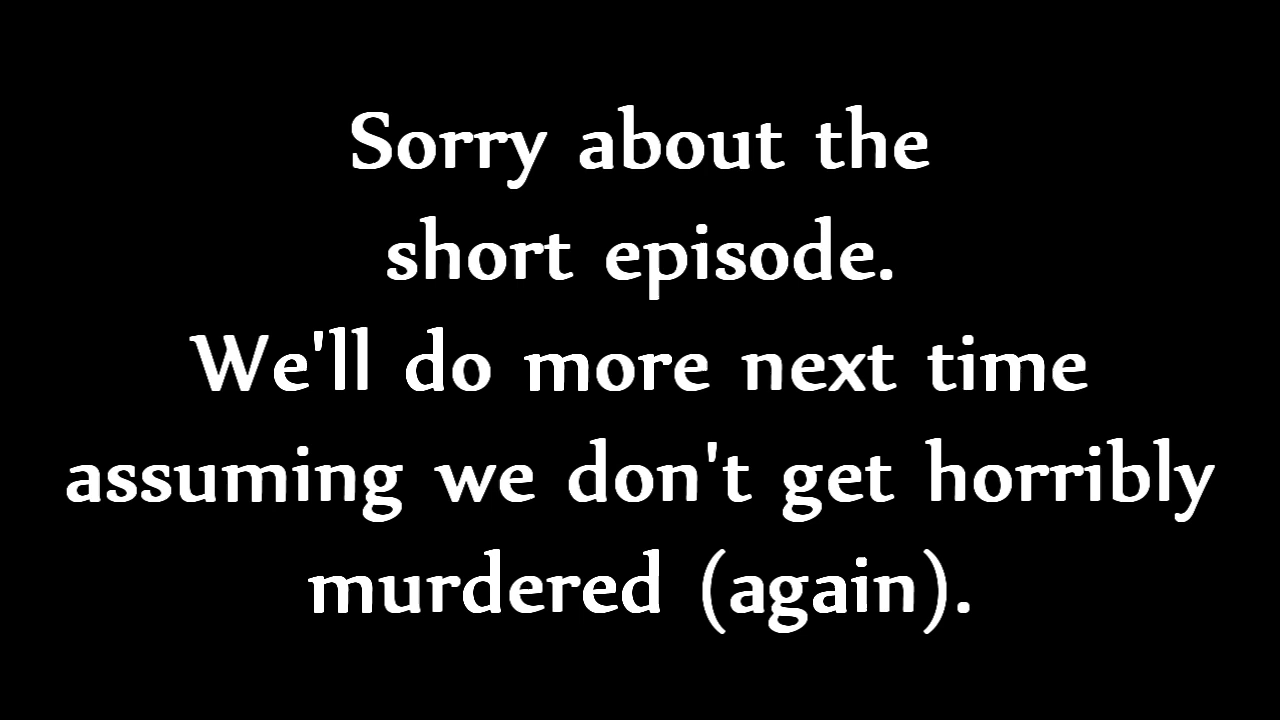 Sorry about the
short episode.
We'll do more next time
assuming we don't get horribly
murdered (again).